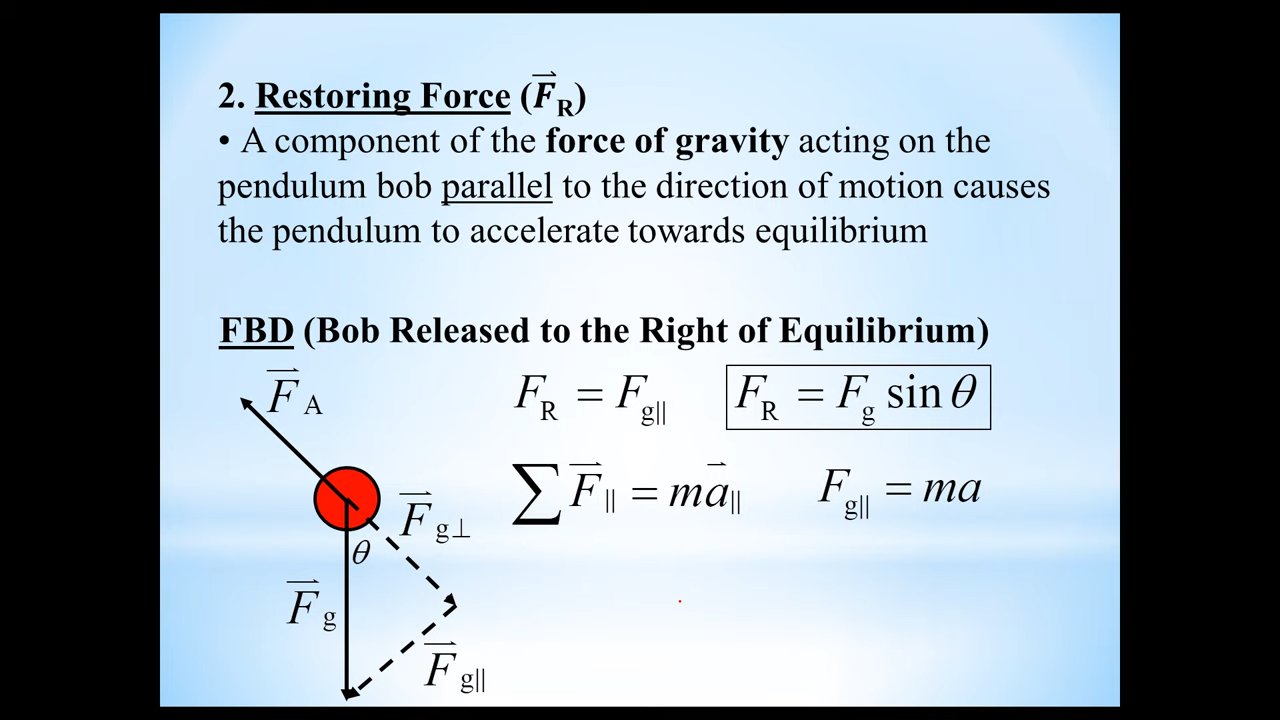 2. Restoring Force (F⃗R)
• A component of the force of gravity acting on the
pendulum bob parallel to the direction of motion causes
the pendulum to accelerate towards equilibrium
FBD (Bob Released to the Right of Equilibrium)
F⃗A
FR = Fg||
FR = Fg sin θ
∑F⃗|| = ma⃗||
Fg|| = ma
F⃗g⊥
θ
F⃗g
F⃗g||